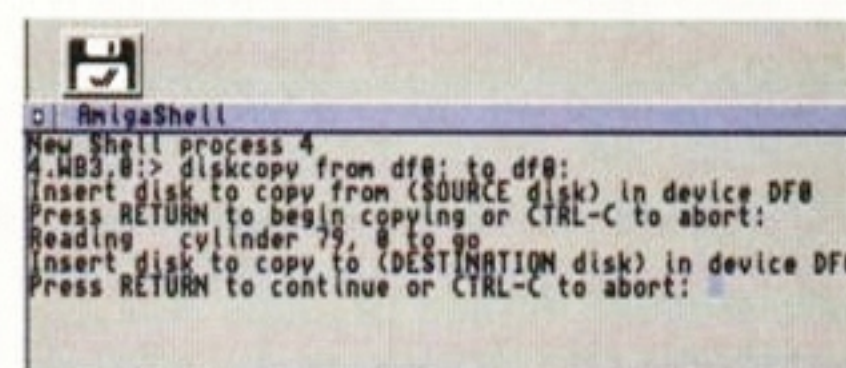 AmigaShell
New Shell process 4
4.WB3.0:> diskcopy from df0: to df0:
Insert disk to copy from (SOURCE disk) in device DF0
Press RETURN to begin copying or CTRL-C to abort:
Reading   cylinder 79, 0 to go
Insert disk to copy to (DESTINATION disk) in device DF0
Press RETURN to continue or CTRL-C to abort: